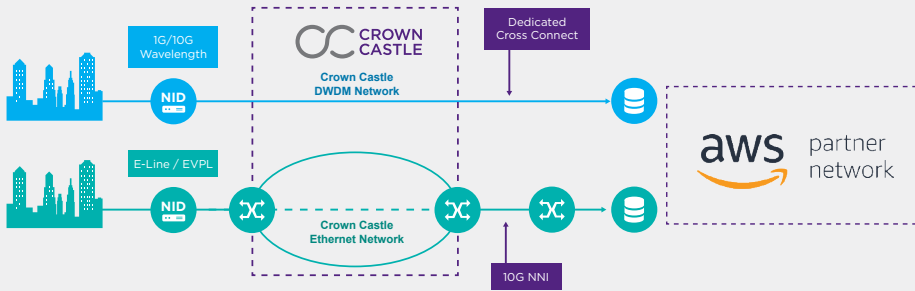 1G/10G
Wavelength
NID
CROWN
CASTLE
Crown Castle
DWDM Network
Dedicated
Cross Connect
E-Line / EVPL
NID
Crown Castle
Ethernet Network
10G NNI
aws
partner
network